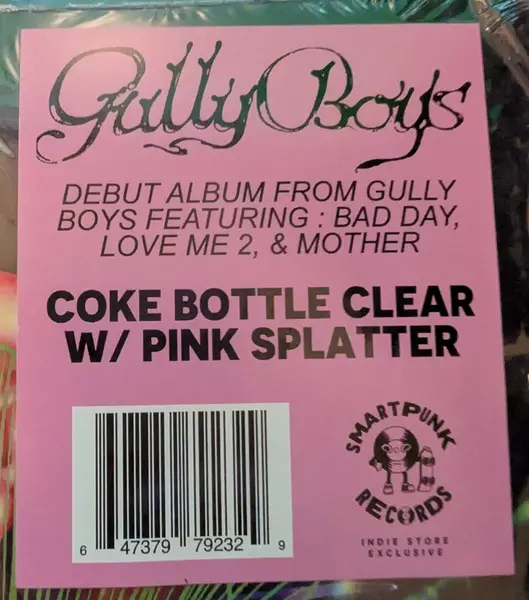 Gully Boys
DEBUT ALBUM FROM GULLY
BOYS FEATURING : BAD DAY,
LOVE ME 2, & MOTHER
COKE BOTTLE CLEAR
W/ PINK SPLATTER
SMARTPUNK
RECORDS
INDIE STORE
EXCLUSIVE
6 47379 79232 9